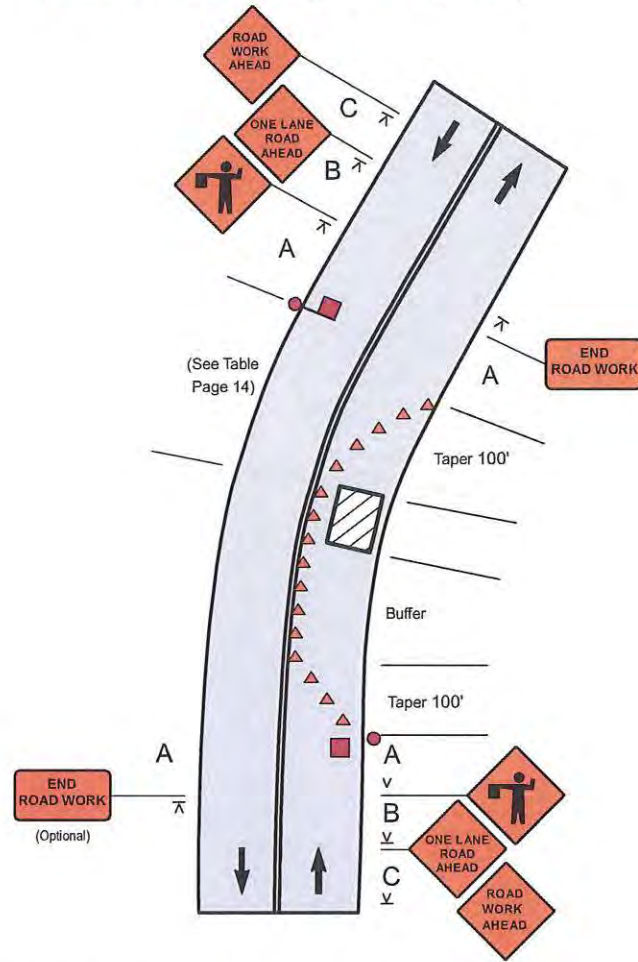 ROAD
WORK
AHEAD
C
ONE LANE
ROAD
AHEAD
B
A
(See Table
Page 14)
END
ROAD WORK
A
Taper 100'
Buffer
Taper 100'
A
END
ROAD WORK
(Optional)
A
B
ONE LANE
ROAD
AHEAD
C
ROAD
WORK
AHEAD